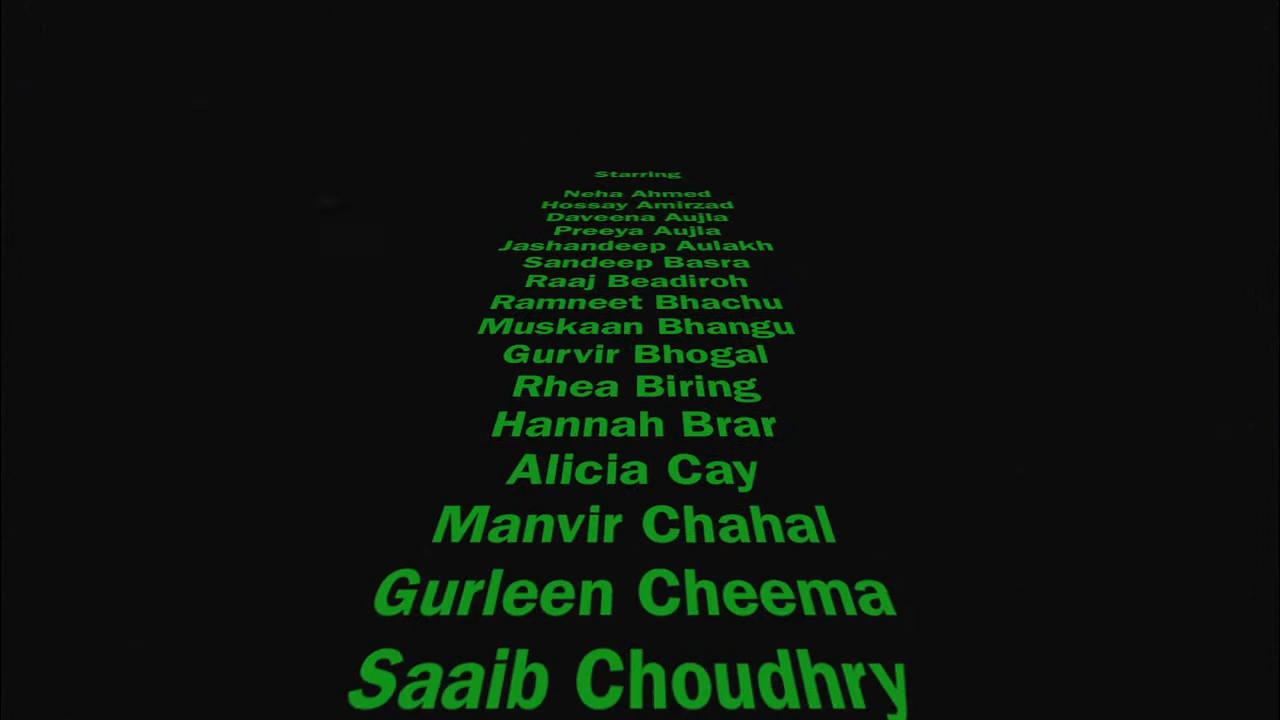 Starring
Neha Ahmed
Hossay Amirzad
Daveena Aujla
Preeya Aujla
Jashandeep Aulakh
Sandeep Basra
Raaj Beadiroh
Ramneet Bhachu
Muskaan Bhangu
Gurvir Bhogal
Rhea Biring
Hannah Brar
Alicia Cay
Manvir Chahal
Gurleen Cheema
Saaib Choudhry